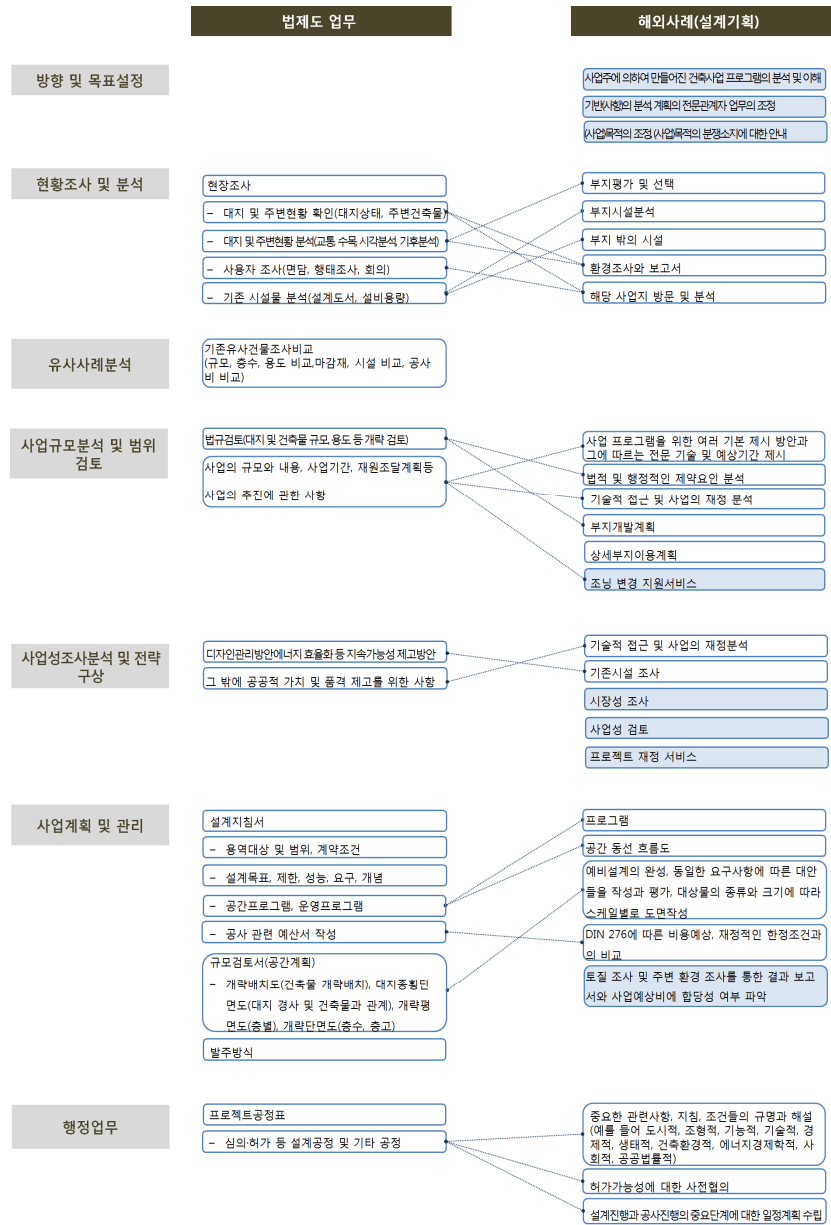 법제도 업무
해외사례(설계기획)
방향 및 목표설정
사업주에 의하여 만들어진 건축사업 프로그램의 분석 및 이해
기반(사항)의 분석, 계획의 전문관계자 업무의 조정
(사업)목적의 조정, (사업)목적의 분쟁소지에 대한 안내
현황조사 및 분석
현장조사
- 대지 및 주변현황 확인(대지상태, 주변건축물)
- 대지 및 주변현황 분석(교통, 수목, 시각분석, 기후분석)
- 사용자 조사(면담, 행태조사, 회의)
- 기존 시설물 분석(설계도서, 설비용량)
부지평가 및 선택
부지시설분석
부지 밖의 시설
환경조사와 보고서
해당 사업지 방문 및 분석
유사사례분석
기존유사건물조사비교
(규모, 층수, 용도 비교,마감재, 시설 비교, 공사
비 비교)
사업규모분석 및 범위
검토
법규검토(대지 및 건축물 규모, 용도 등 개략 검토)
사업의 규모와 내용, 사업기간, 재원조달계획등
사업의 추진에 관한 사항
사업 프로그램을 위한 여러 기본 제시 방안과
그에 따르는 전문 기술 및 예상기간 제시
법적 및 행정적인 제약요인 분석
기술적 접근 및 사업의 재정 분석
부지개발계획
상세부지이용계획
조닝 변경 지원서비스
사업성조사분석 및 전략
구상
디자인관리방안에너지 효율화 등 지속가능성 제고방안
그 밖에 공공적 가치 및 품격 제고를 위한 사항
기술적 접근 및 사업의 재정분석
기존시설 조사
시장성 조사
사업성 검토
프로젝트 재정 서비스
사업계획 및 관리
설계지침서
- 용역대상 및 범위, 계약조건
- 설계목표, 제한, 성능, 요구, 개념
- 공간프로그램, 운영프로그램
- 공사 관련 예산서 작성
규모검토서(공간계획)
- 개략배치도(건축물 개략배치), 대지종횡단
면도(대지 경사 및 건축물과 관계), 개략평
면도(층별), 개략단면도(층수, 층고)
발주방식
프로그램
공간 동선 흐름도
예비설계의 완성, 동일한 요구사항에 따른 대안
들을 작성과 평가, 대상물의 종류와 크기에 따라
스케일별로 도면작성
DIN 276에 따른 비용예상, 재정적인 한정조건과
의 비교
토질 조사 및 주변 환경 조사를 통한 결과 보고
서와 사업예상비에 합당성 여부 파악
행정업무
프로젝트공정표
- 심의·허가 등 설계공정 및 기타 공정
중요한 관련사항, 지침, 조건들의 규명과 해설
(예를 들어 도시적, 조형적, 기능적, 기술적, 경
제적, 생태적, 건축환경적, 에너지경제학적, 사
회적, 공공법률적)
허가가능성에 대한 사전협의
설계진행과 공사진행의 중요단계에 대한 일정계획 수립